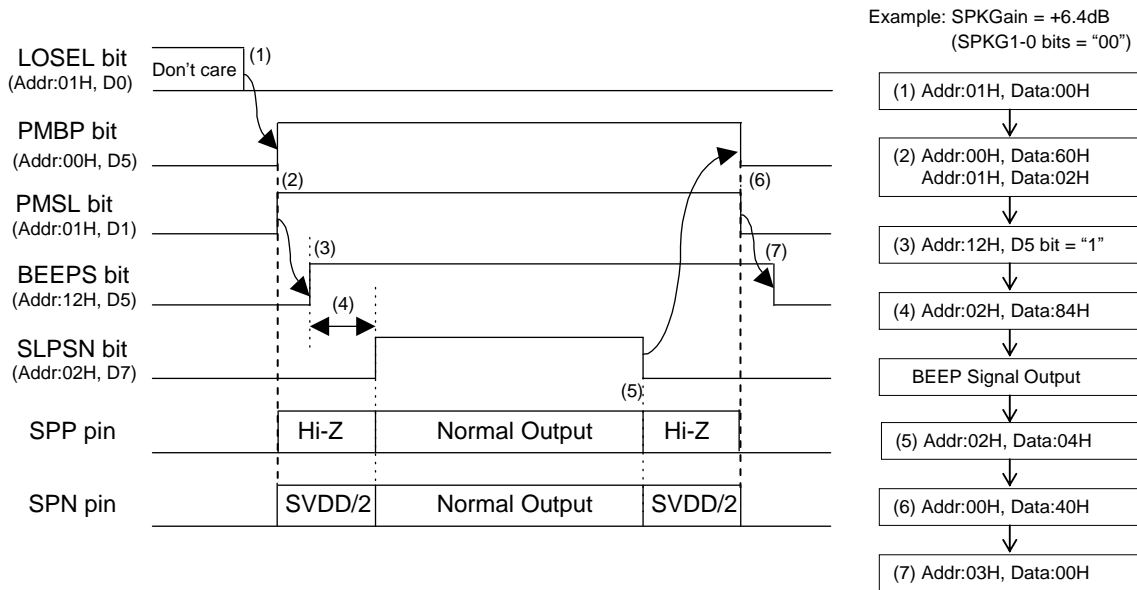 Example: SPKGain = +6.4dB
(SPKG1-0 bits = “00”)
LOSEL bit
(Addr:01H, D0)
Don’t care
(1)
PMBP bit
(Addr:00H, D5)
(2)
(6)
PMSL bit
(Addr:01H, D1)
(3)
(7)
BEEPS bit
(Addr:12H, D5)
(4)
SLPSN bit
(Addr:02H, D7)
(5)
SPP pin
Hi-Z
Normal Output
Hi-Z
SPN pin
SVDD/2
Normal Output
SVDD/2
(1) Addr:01H, Data:00H
(2) Addr:00H, Data:60H
Addr:01H, Data:02H
(3) Addr:12H, D5 bit = “1”
(4) Addr:02H, Data:84H
BEEP Signal Output
(5) Addr:02H, Data:04H
(6) Addr:00H, Data:40H
(7) Addr:03H, Data:00H